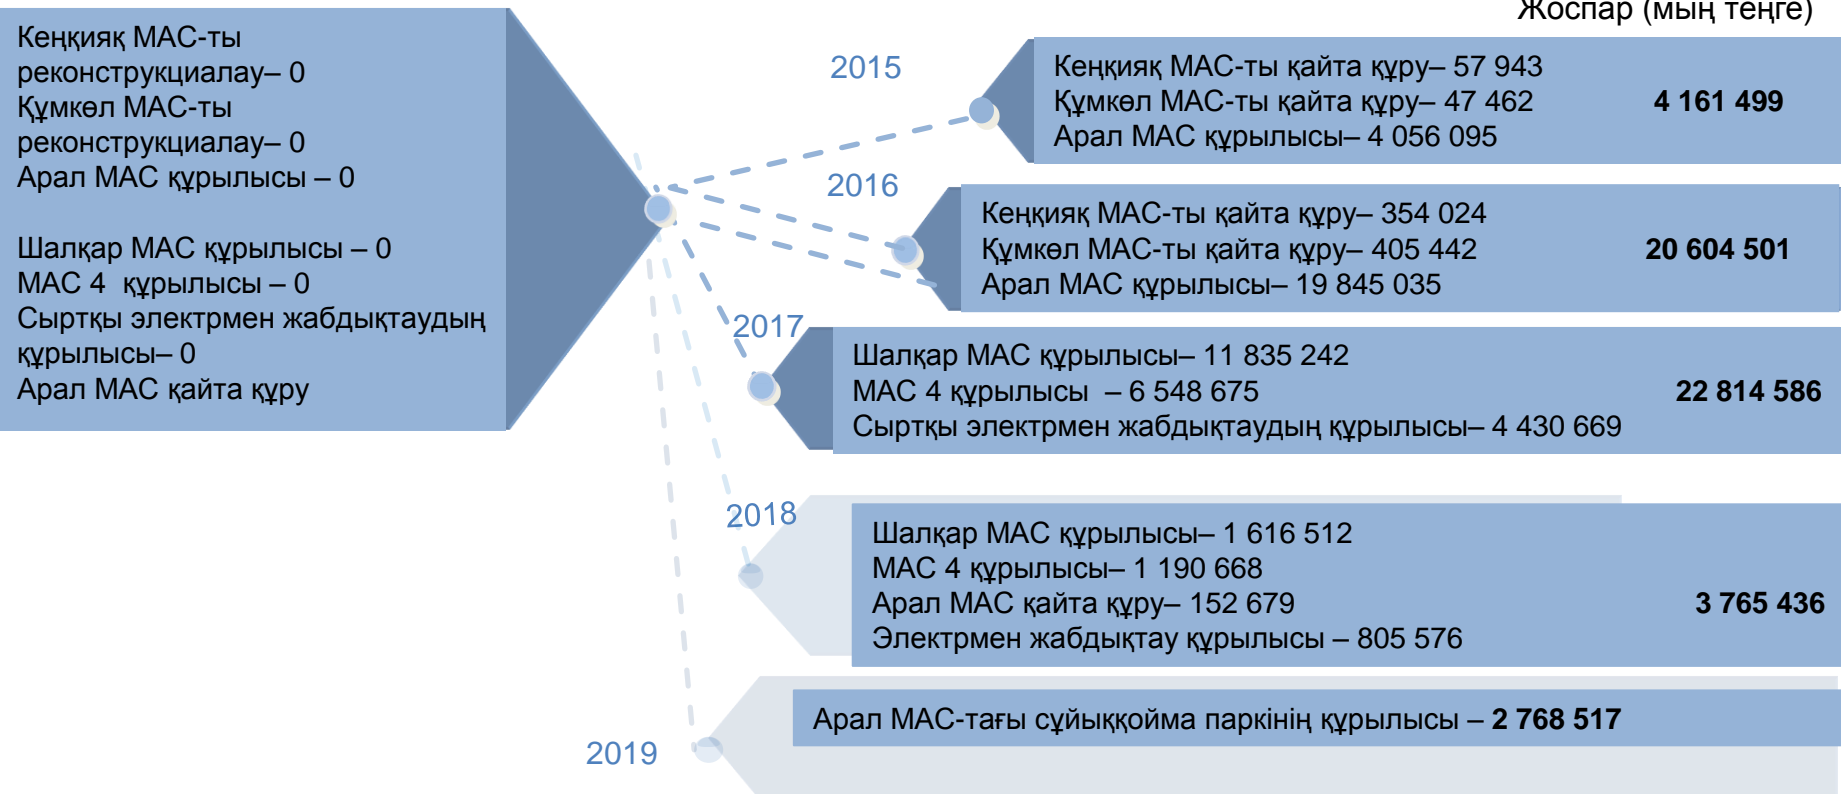 Жоспар (мың теңге)
Кеңқияқ МАС-ты
реконструкциалау– 0
Құмкөл МАС-ты
реконструкциалау– 0
Арал МАС құрылысы – 0
Шалқар МАС құрылысы – 0
МАС 4 құрылысы – 0
Сыртқы электрмен жабдықтаудың
құрылысы– 0
Арал МАС қайта құру
2015
Кеңқияқ МАС-ты қайта құру– 57 943
Құмкөл МАС-ты қайта құру– 47 462
Арал МАС құрылысы– 4 056 095
4 161 499
2016
Кеңқияқ МАС-ты қайта құру– 354 024
Құмкөл МАС-ты қайта құру– 405 442
Арал МАС құрылысы– 19 845 035
20 604 501
2017
Шалқар МАС құрылысы– 11 835 242
МАС 4 құрылысы – 6 548 675
Сыртқы электрмен жабдықтаудың құрылысы– 4 430 669
22 814 586
2018
Шалқар МАС құрылысы– 1 616 512
МАС 4 құрылысы– 1 190 668
Арал МАС қайта құру– 152 679
Электрмен жабдықтау құрылысы – 805 576
3 765 436
2019
Арал МАС-тағы сұйыққойма паркінің құрылысы – 2 768 517